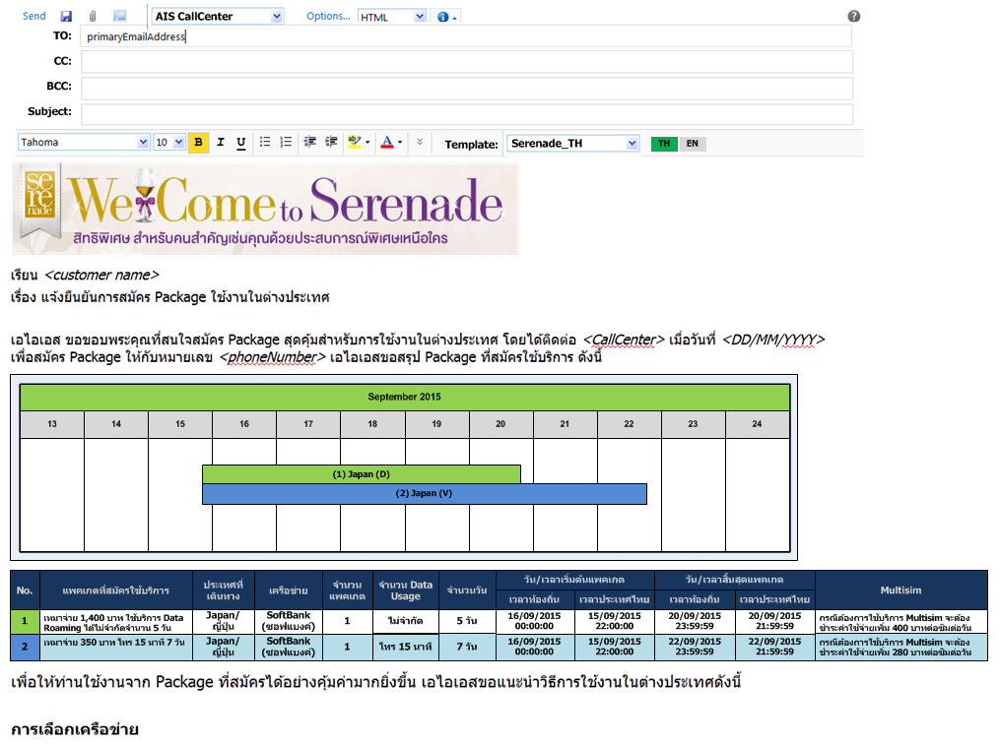 Send AIS CallCenter Options... HTML
TO: primaryEmailAddress
CC:
BCC:
Subject:
Tahoma 10 B I U Template: Serenade_TH TH EN
serenade
WelCome to Serenade
สิทธิพิเศษ สำหรับคนสำคัญเช่นคุณด้วยประสบการณ์พิเศษเหนือใคร
เรียน <customer name>
เรื่อง แจ้งยืนยันการสมัคร Package ใช้งานในต่างประเทศ
เอไอเอส ขอขอบพระคุณที่สนใจสมัคร Package สุดคุ้มสำหรับการใช้งานในต่างประเทศ โดยได้ติดต่อ <CallCenter> เมื่อวันที่ <DD/MM/YYYY>
เพื่อสมัคร Package ให้กับหมายเลข <phoneNumber> เอไอเอสขอสรุป Package ที่สมัครใช้บริการ ดังนี้
September 2015
13 14 15 16 17 18 19 20 21 22 23 24
(1) Japan (D)
(2) Japan (V)
No. แพคเกตที่สมัครใช้บริการ ประเทศที่เดินทาง เครือข่าย จำนวนแพคเกต จำนวน Data Usage จำนวนวัน วัน/เวลาเริ่มต้นแพคเกต วัน/เวลาสิ้นสุดแพคเกต Multisim
เวลาท้องถิ่น เวลาประเทศไทย เวลาท้องถิ่น เวลาประเทศไทย
1 เหมาจ่าย 1,400 บาท ใช้บริการ Data Japan/ SoftBank 1 ไม่จำกัด 5 วัน 16/09/2015 15/09/2015 20/09/2015 20/09/2015 กรณีต้องการใช้บริการ Multisim จะต้อง
Roaming ได้ไม่จำกัดจำนวน 5 วัน ญี่ปุ่น (ซอฟแบงค์) 00:00:00 22:00:00 23:59:59 21:59:59 ชำระค่าใช้จ่ายเพิ่ม 400 บาทต่อซิมต่อวัน
2 เหมาจ่าย 350 บาท โทร 15 นาที 7 วัน Japan/ SoftBank 1 โทร 15 นาที 7 วัน 16/09/2015 15/09/2015 22/09/2015 22/09/2015 กรณีต้องการใช้บริการ Multisim จะต้อง
ญี่ปุ่น (ซอฟแบงค์) 00:00:00 22:00:00 23:59:59 21:59:59 ชำระค่าใช้จ่ายเพิ่ม 280 บาทต่อซิมต่อวัน
เพื่อให้ท่านใช้งานจาก Package ที่สมัครได้อย่างคุ้มค่ามากยิ่งขึ้น เอไอเอสขอแนะนำวิธีการใช้งานในต่างประเทศดังนี้
การเลือกเครือข่าย